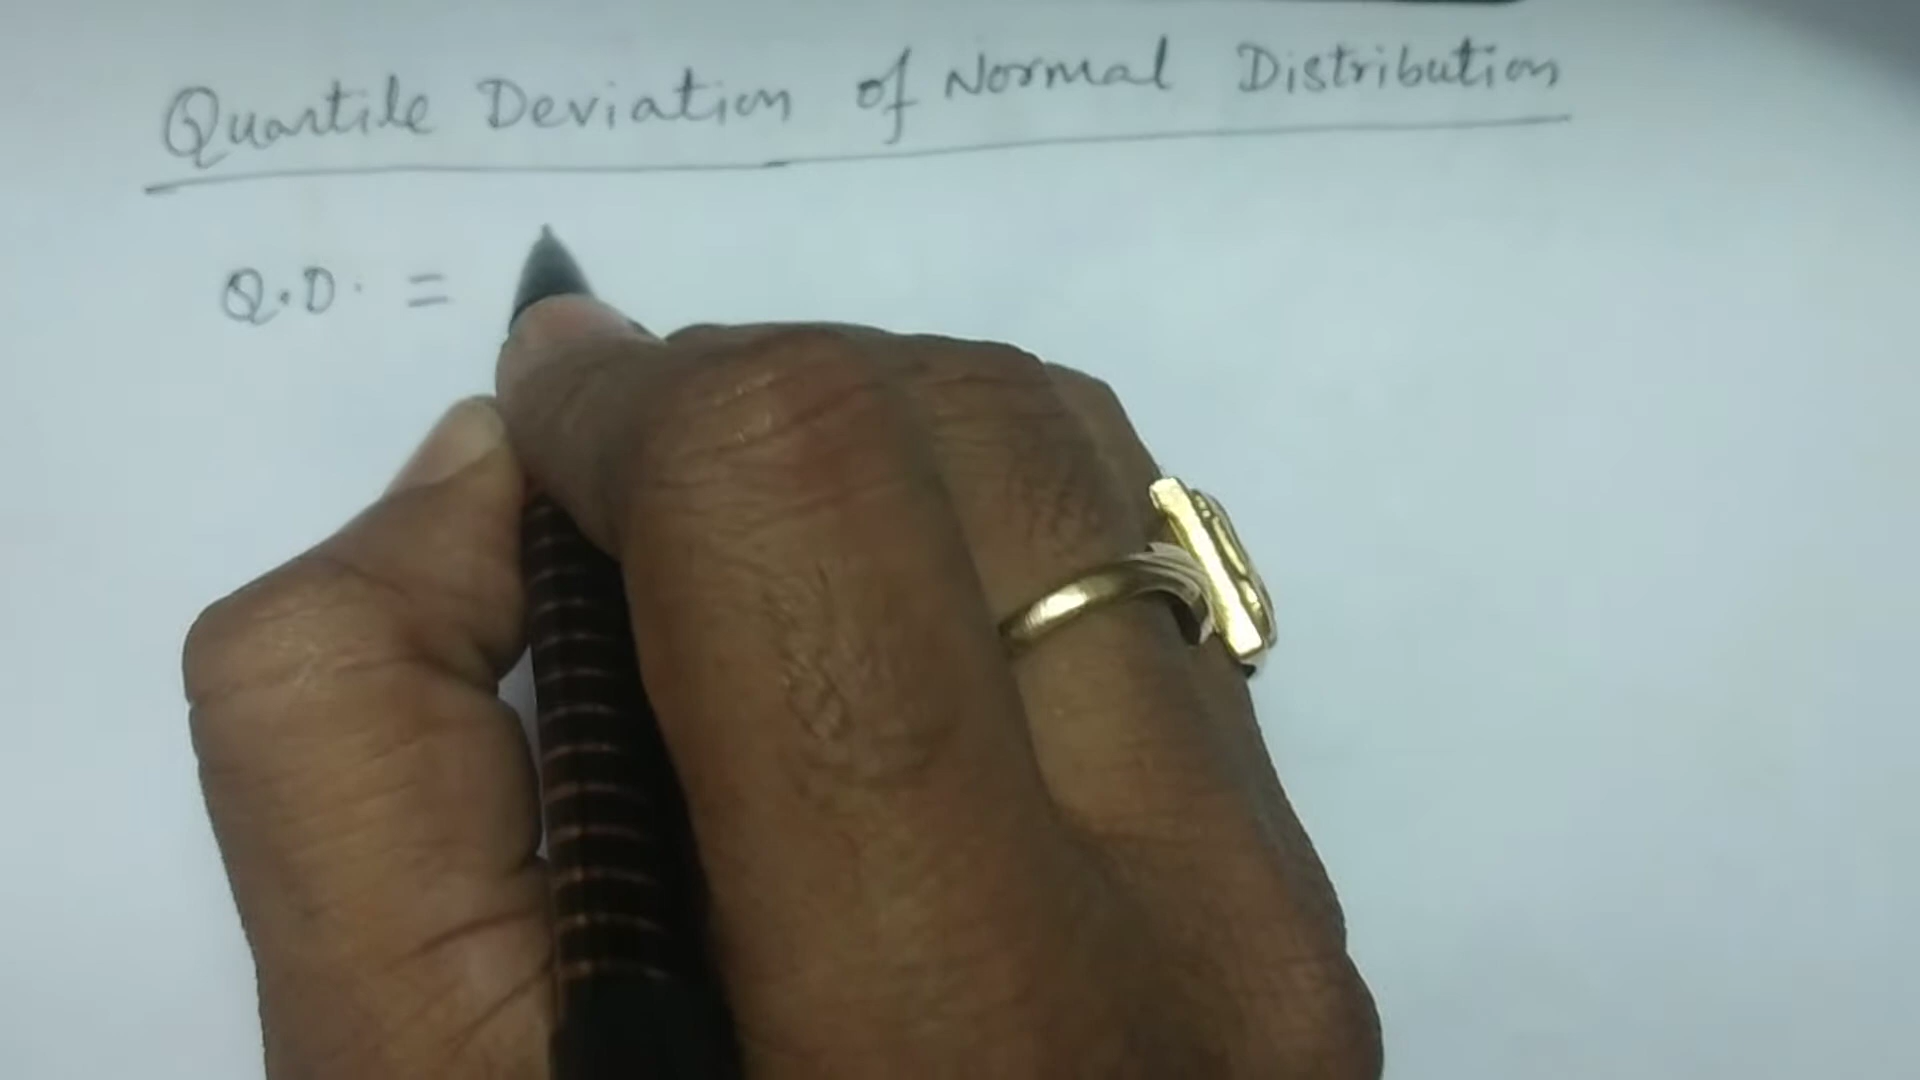 Quartile Deviation of Normal Distribution
Q.D. =